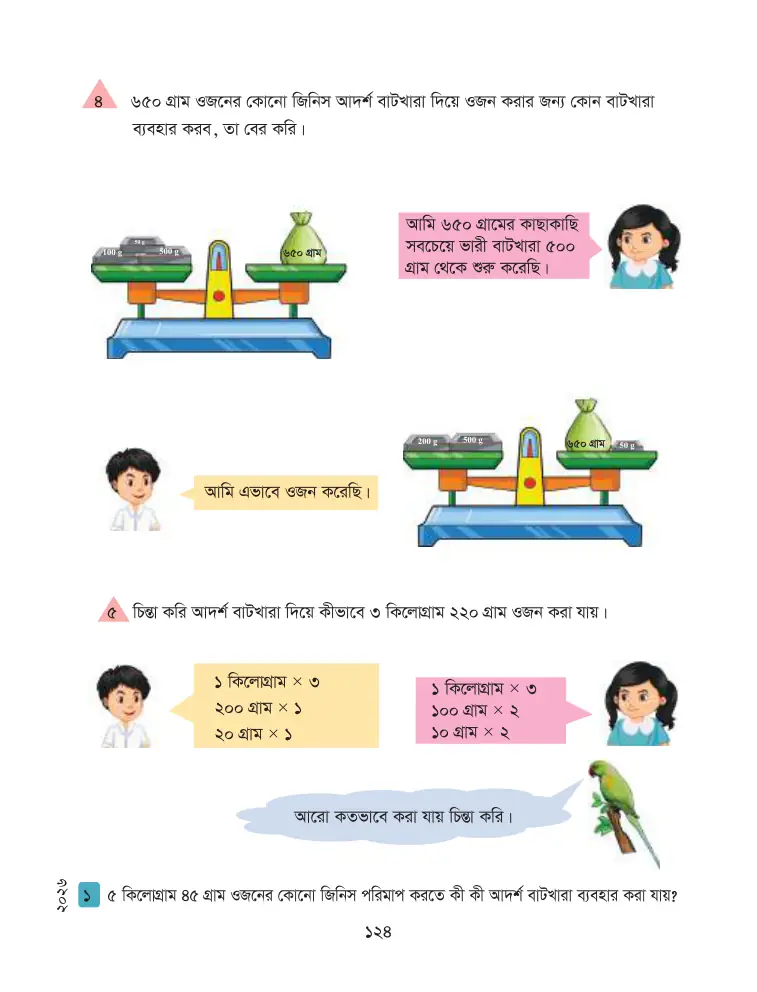 ৪ ৬৫০ গ্রাম ওজনের কোনো জিনিস আদর্শ বাটখারা দিয়ে ওজন করার জন্য কোন বাটখারা
ব্যবহার করব, তা বের করি।
50 g
100 g 500 g
৬৫০ গ্রাম
আমি ৬৫০ গ্রামের কাছাকাছি
সবচেয়ে ভারী বাটখারা ৫০০
গ্রাম থেকে শুরু করেছি।
200 g 500 g
৬৫০ গ্রাম 50 g
আমি এভাবে ওজন করেছি।
৫ চিন্তা করি আদর্শ বাটখারা দিয়ে কীভাবে ৩ কিলোগ্রাম ২২০ গ্রাম ওজন করা যায়।
১ কিলোগ্রাম × ৩
২০০ গ্রাম × ১
২০ গ্রাম × ১
১ কিলোগ্রাম × ৩
১০০ গ্রাম × ২
১০ গ্রাম × ২
আরো কতভাবে করা যায় চিন্তা করি।
১ ৫ কিলোগ্রাম ৪৫ গ্রাম ওজনের কোনো জিনিস পরিমাপ করতে কী কী আদর্শ বাটখারা ব্যবহার করা যায়?
২০২৬
১২৪